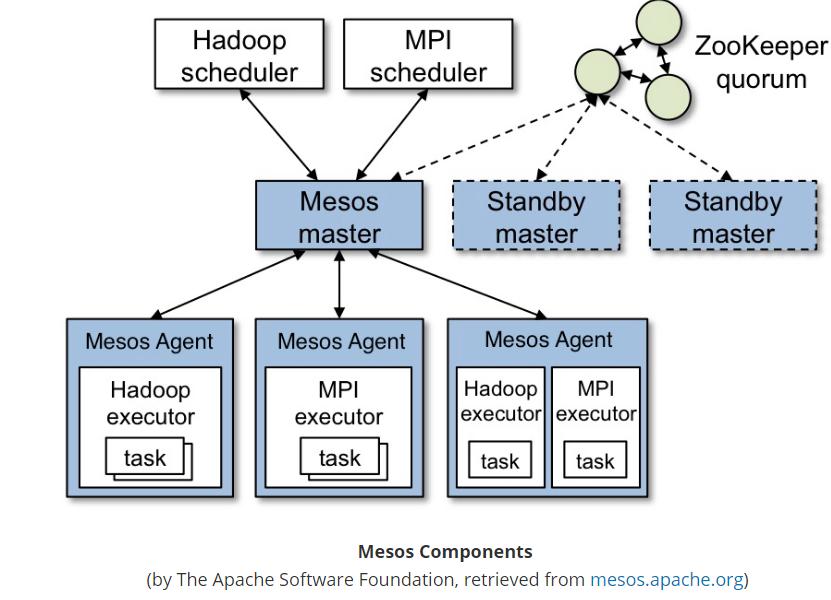 Hadoop
scheduler
MPI
scheduler
ZooKeeper
quorum
Mesos
master
Standby
master
Standby
master
Mesos Agent
Hadoop
executor
task
Mesos Agent
MPI
executor
task
Mesos Agent
Hadoop
executor
task
MPI
executor
task
Mesos Components
(by The Apache Software Foundation, retrieved from mesos.apache.org)